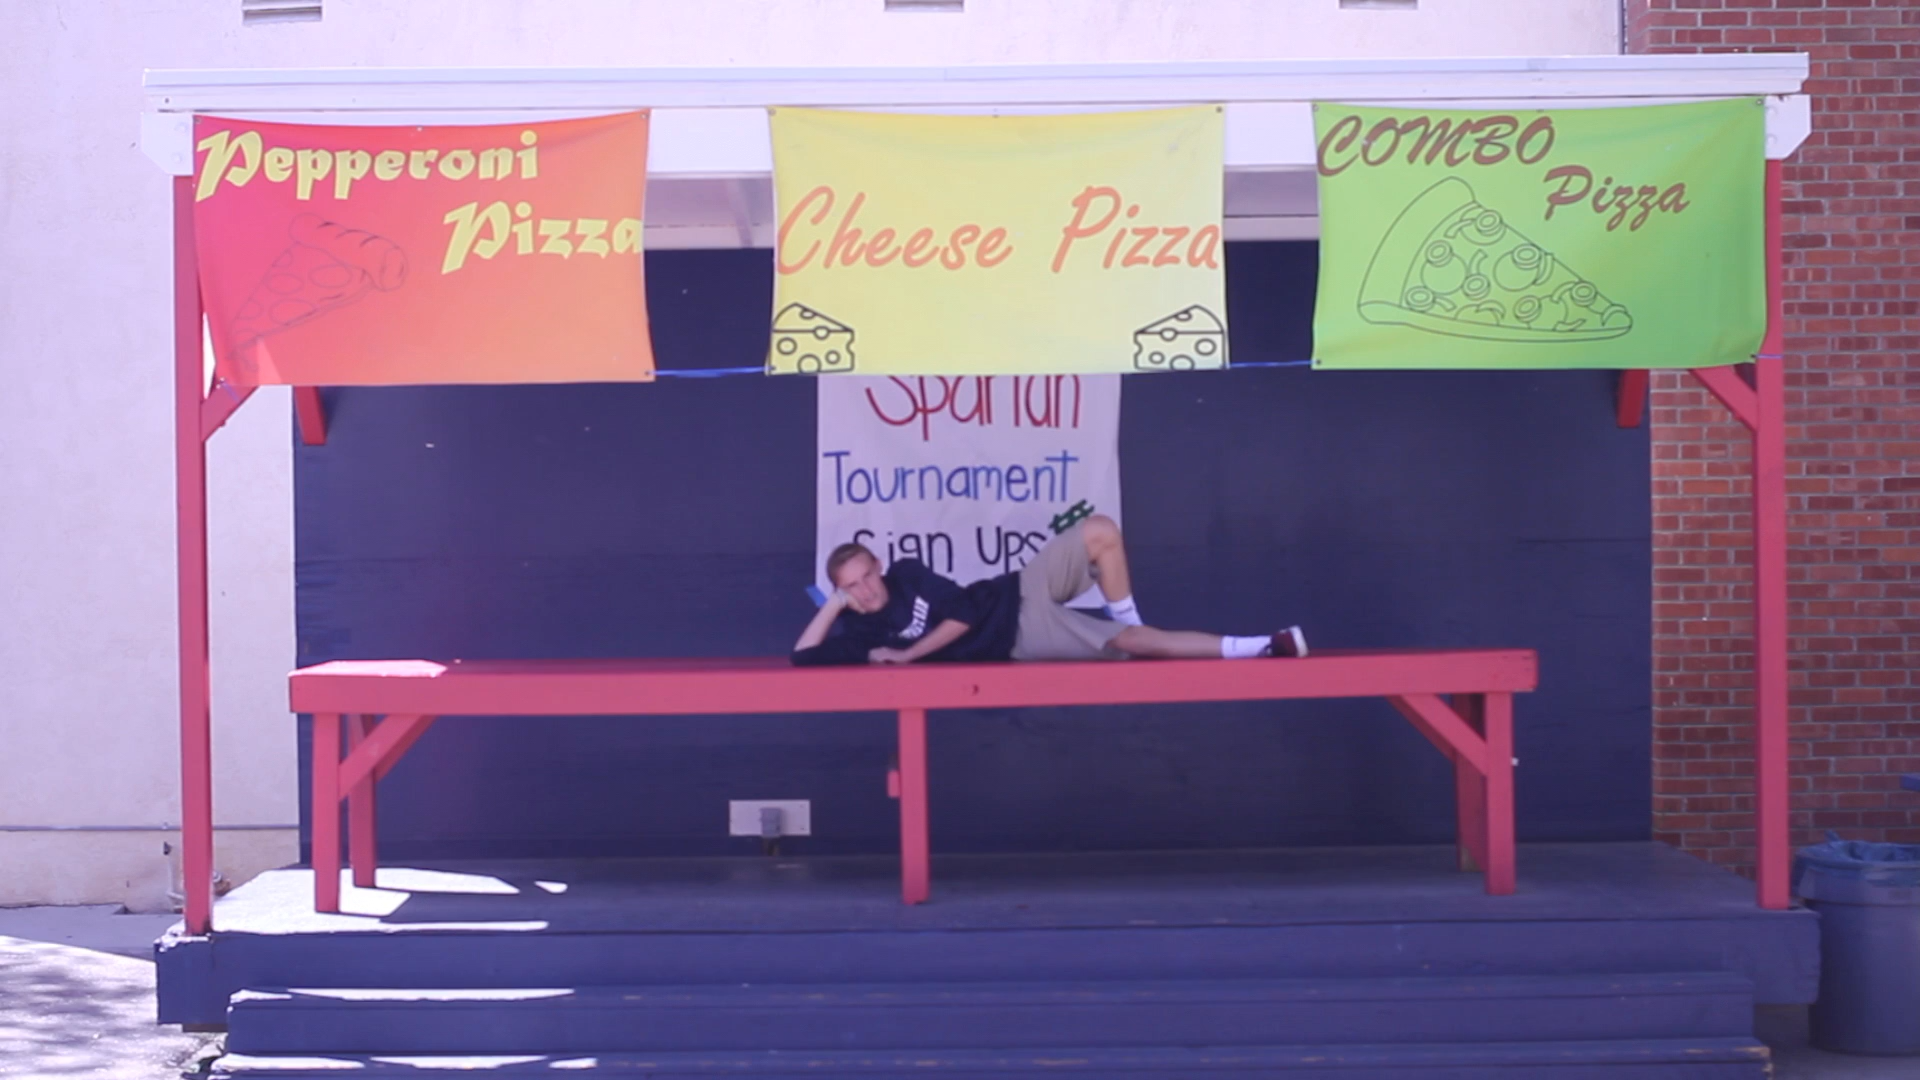 Pepperoni
Pizza
Cheese Pizza
COMBO
Pizza
Spartan
Tournament
Sign Ups